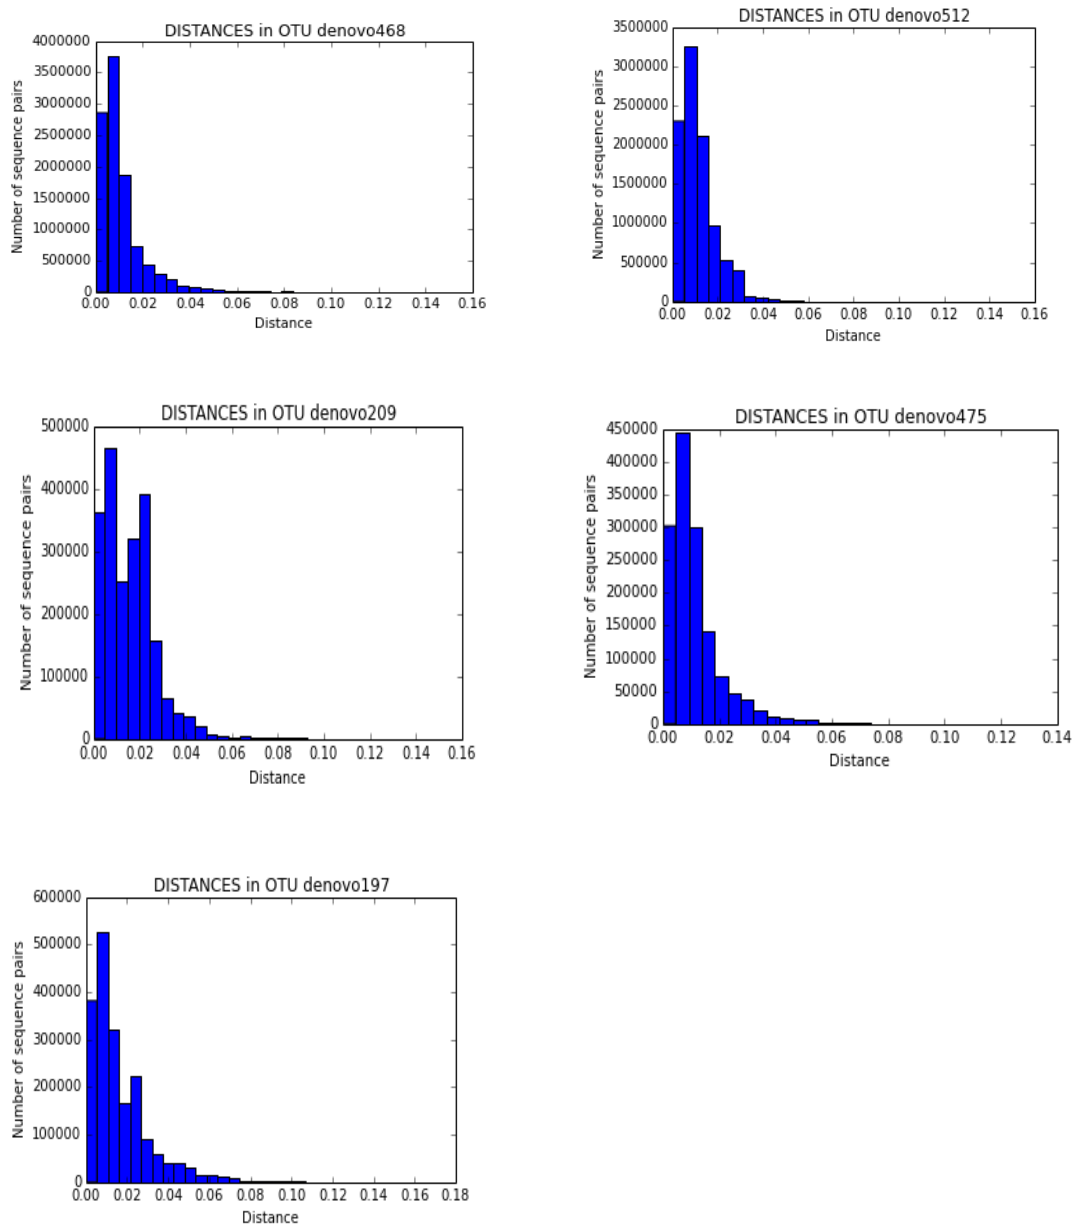 DISTANCES in OTU denovo468
4000000
3500000
3000000
2500000
2000000
1500000
1000000
500000
0
Number of sequence pairs
0.00 0.02 0.04 0.06 0.08 0.10 0.12 0.14 0.16
Distance
DISTANCES in OTU denovo512
3500000
3000000
2500000
2000000
1500000
1000000
500000
0
Number of sequence pairs
0.00 0.02 0.04 0.06 0.08 0.10 0.12 0.14 0.16
Distance
DISTANCES in OTU denovo209
500000
400000
300000
200000
100000
0
Number of sequence pairs
0.00 0.02 0.04 0.06 0.08 0.10 0.12 0.14 0.16
Distance
DISTANCES in OTU denovo475
450000
400000
350000
300000
250000
200000
150000
100000
50000
0
Number of sequence pairs
0.00 0.02 0.04 0.06 0.08 0.10 0.12 0.14
Distance
DISTANCES in OTU denovo197
600000
500000
400000
300000
200000
100000
0
Number of sequence pairs
0.00 0.02 0.04 0.06 0.08 0.10 0.12 0.14 0.16 0.18
Distance